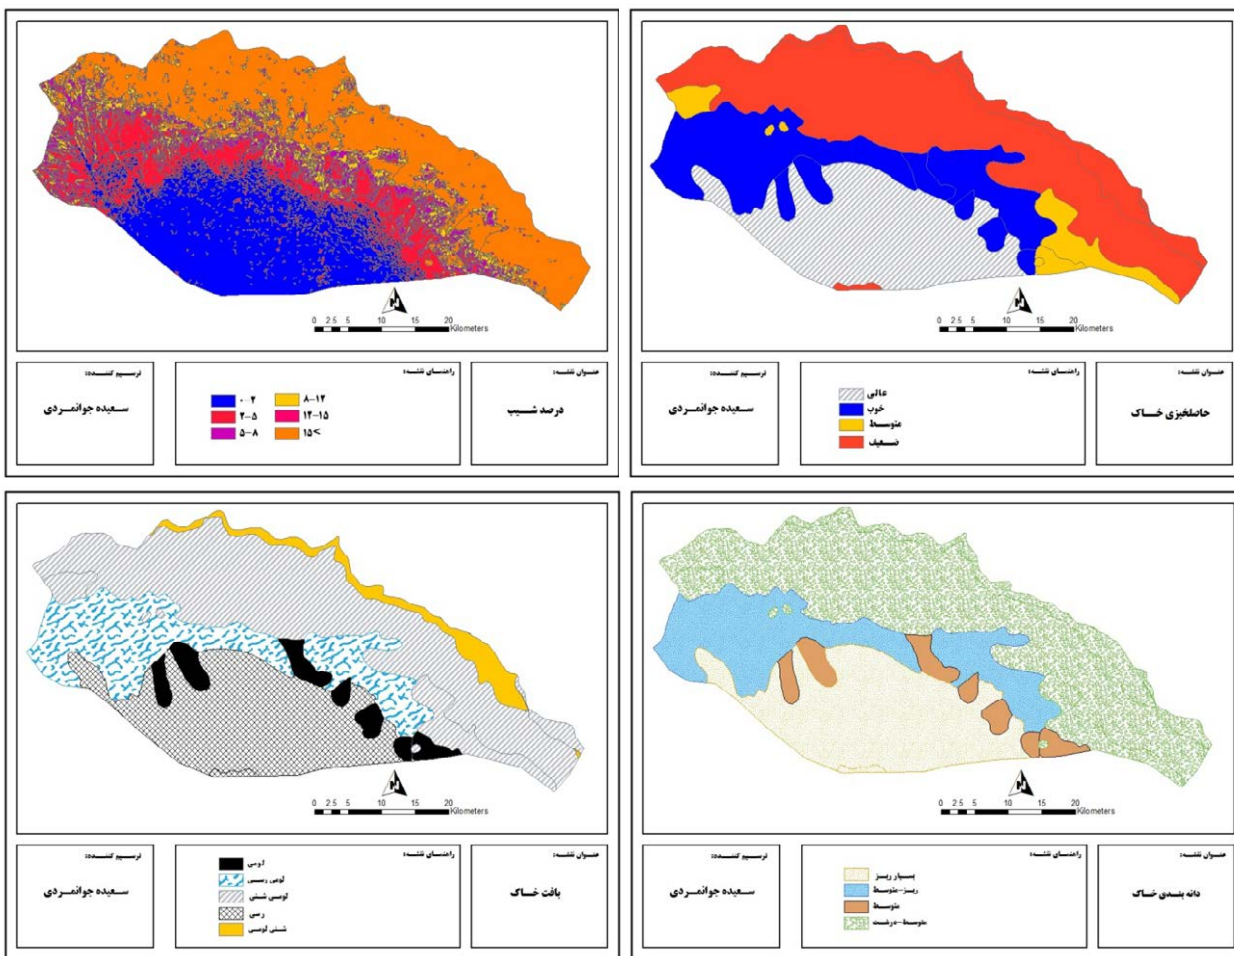 0 2.5 5 10 15 20
Kilometers
عنوان نقشه:
درصد شیب
راهنمای نقشه:
۰-۲
۸-۱۲
۲-۵
۱۲-۱۵
۵-۸
۱۵>
ترسیم کننده:
سعیده جوانمردی
0 2.5 5 10 15 20
Kilometers
عنوان نقشه:
حاصلخیزی خاک
راهنمای نقشه:
عالی
خوب
متوسط
ضعیف
ترسیم کننده:
سعیده جوانمردی
0 2.5 5 10 15 20
Kilometers
عنوان نقشه:
بافت خاک
راهنمای نقشه:
لومی
لومی رسی
لومی شنی
رسی
شنی لومی
ترسیم کننده:
سعیده جوانمردی
0 2.5 5 10 15 20
Kilometers
عنوان نقشه:
دانه بندی خاک
راهنمای نقشه:
بسیار ریز
ریز-متوسط
متوسط
متوسط-درشت
ترسیم کننده:
سعیده جوانمردی